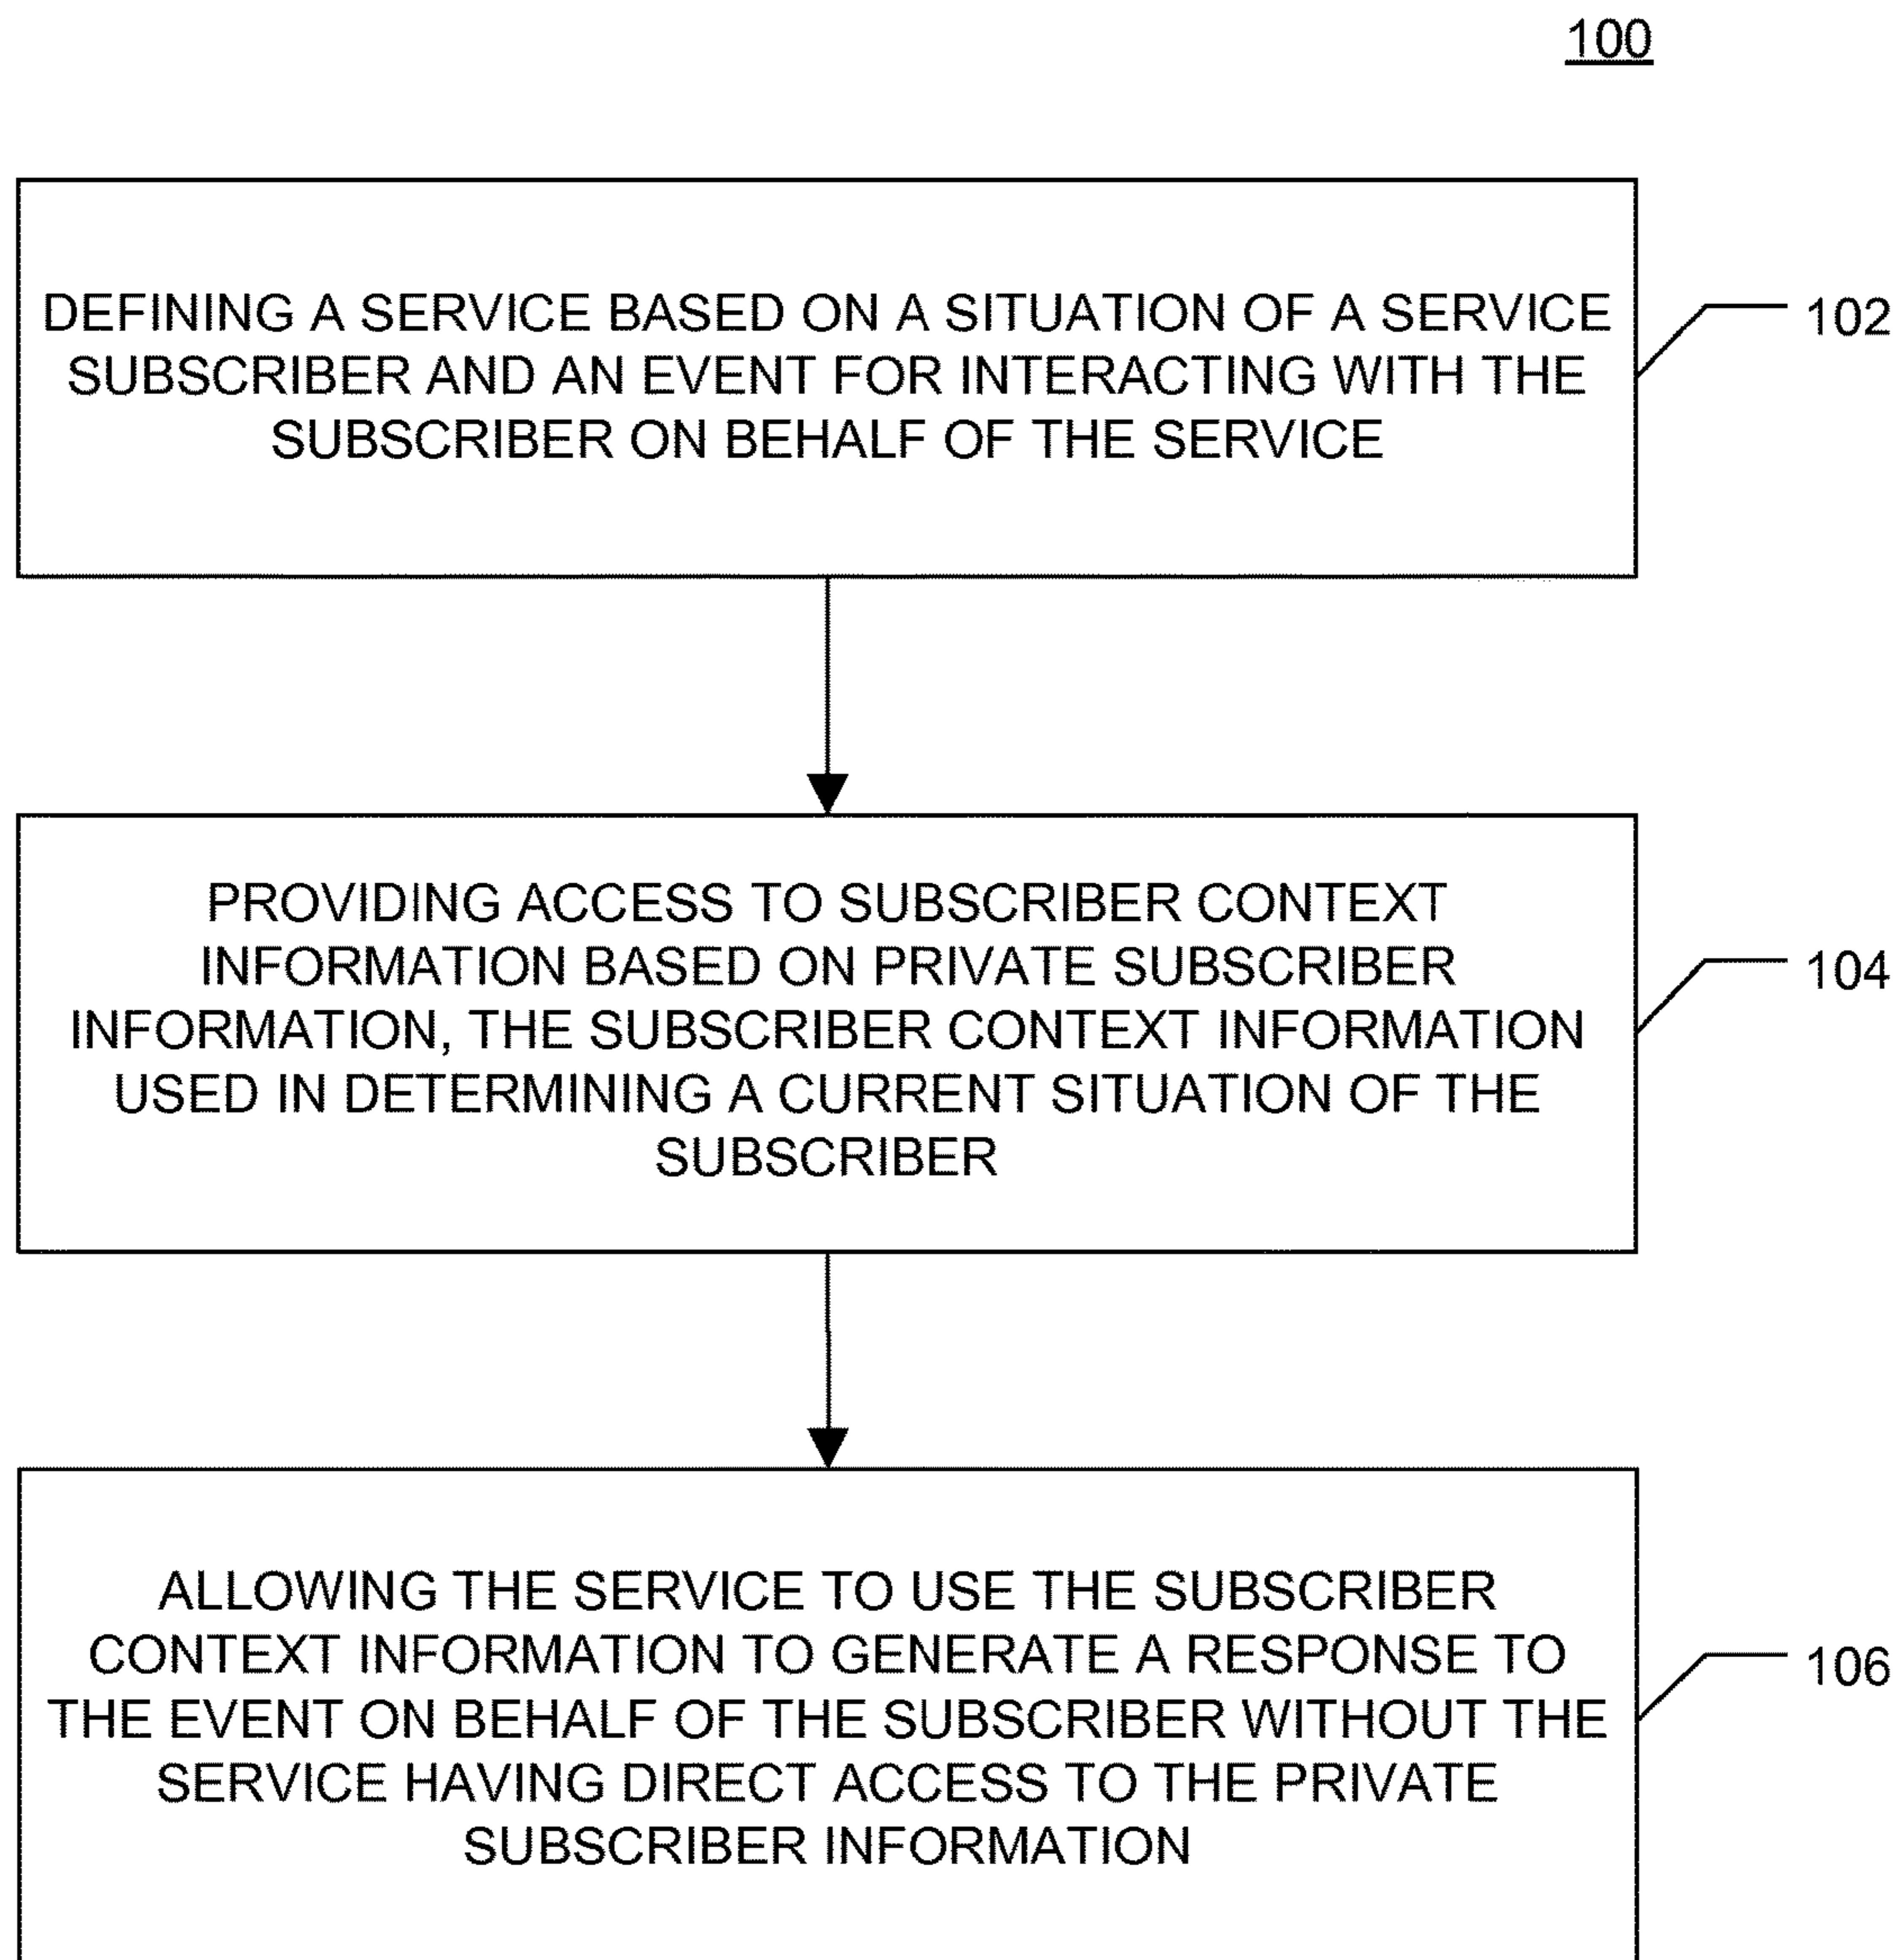 100
DEFINING A SERVICE BASED ON A SITUATION OF A SERVICE
SUBSCRIBER AND AN EVENT FOR INTERACTING WITH THE
SUBSCRIBER ON BEHALF OF THE SERVICE
102
PROVIDING ACCESS TO SUBSCRIBER CONTEXT
INFORMATION BASED ON PRIVATE SUBSCRIBER
INFORMATION, THE SUBSCRIBER CONTEXT INFORMATION
USED IN DETERMINING A CURRENT SITUATION OF THE
SUBSCRIBER
104
ALLOWING THE SERVICE TO USE THE SUBSCRIBER
CONTEXT INFORMATION TO GENERATE A RESPONSE TO
THE EVENT ON BEHALF OF THE SUBSCRIBER WITHOUT THE
SERVICE HAVING DIRECT ACCESS TO THE PRIVATE
SUBSCRIBER INFORMATION
106